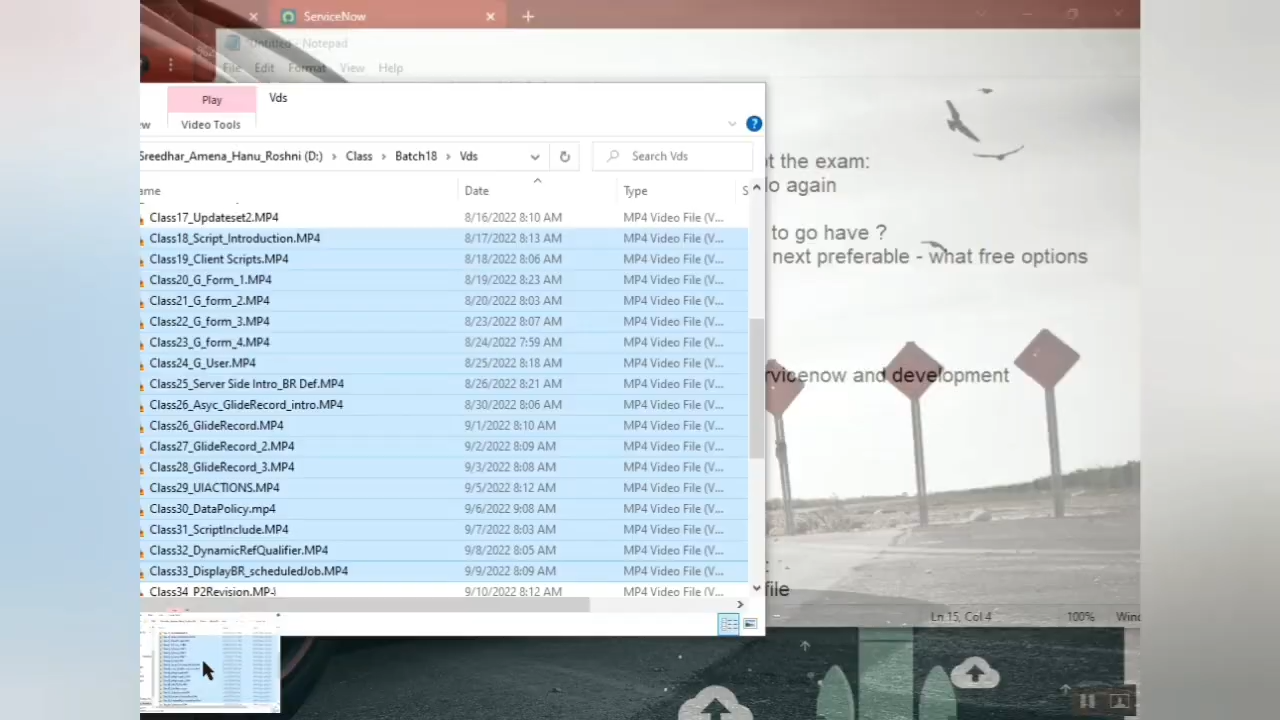 ServiceNow
Untitled - Notepad
File Edit Format View Help
Play
Vds
Video Tools
?
Sreedhar_Amena_Hanu_Roshni (D:) > Class > Batch18 > Vds
Search Vds
Date
Type
Class17_Updateset2.MP4 8/16/2022 8:10 AM MP4 Video File (V...
Class18_Script_Introduction.MP4 8/17/2022 8:13 AM MP4 Video File (V...
Class19_Client Scripts.MP4 8/18/2022 8:06 AM MP4 Video File (V...
Class20_G_Form_1.MP4 8/19/2022 8:23 AM MP4 Video File (V...
Class21_G_form_2.MP4 8/20/2022 8:03 AM MP4 Video File (V...
Class22_G_form_3.MP4 8/23/2022 8:07 AM MP4 Video File (V...
Class23_G_form_4.MP4 8/24/2022 7:59 AM MP4 Video File (V...
Class24_G_User.MP4 8/25/2022 8:18 AM MP4 Video File (V...
Class25_Server Side Intro_BR Def.MP4 8/26/2022 8:21 AM MP4 Video File (V...
Class26_Asyc_GlideRecord_intro.MP4 8/30/2022 8:06 AM MP4 Video File (V...
Class26_GlideRecord.MP4 9/1/2022 8:10 AM MP4 Video File (V...
Class27_GlideRecord_2.MP4 9/2/2022 8:09 AM MP4 Video File (V...
Class28_GlideRecord_3.MP4 9/3/2022 8:08 AM MP4 Video File (V...
Class29_UIACTIONS.MP4 9/5/2022 8:12 AM MP4 Video File (V...
Class30_DataPolicy.mp4 9/6/2022 9:08 AM MP4 Video File (V...
Class31_ScriptInclude.MP4 9/7/2022 8:03 AM MP4 Video File (V...
Class32_DynamicRefQualifier.MP4 9/8/2022 8:05 AM MP4 Video File (V...
Class33_DisplayBR_scheduledJob.MP4 9/9/2022 8:09 AM MP4 Video File (V...
Class34_P2Revision.MP4 9/10/2022 8:12 AM MP4 Video File (V...
the exam:
again
to go have ?
next preferable - what free options
and development
file
Ln 15, Col 4 100%